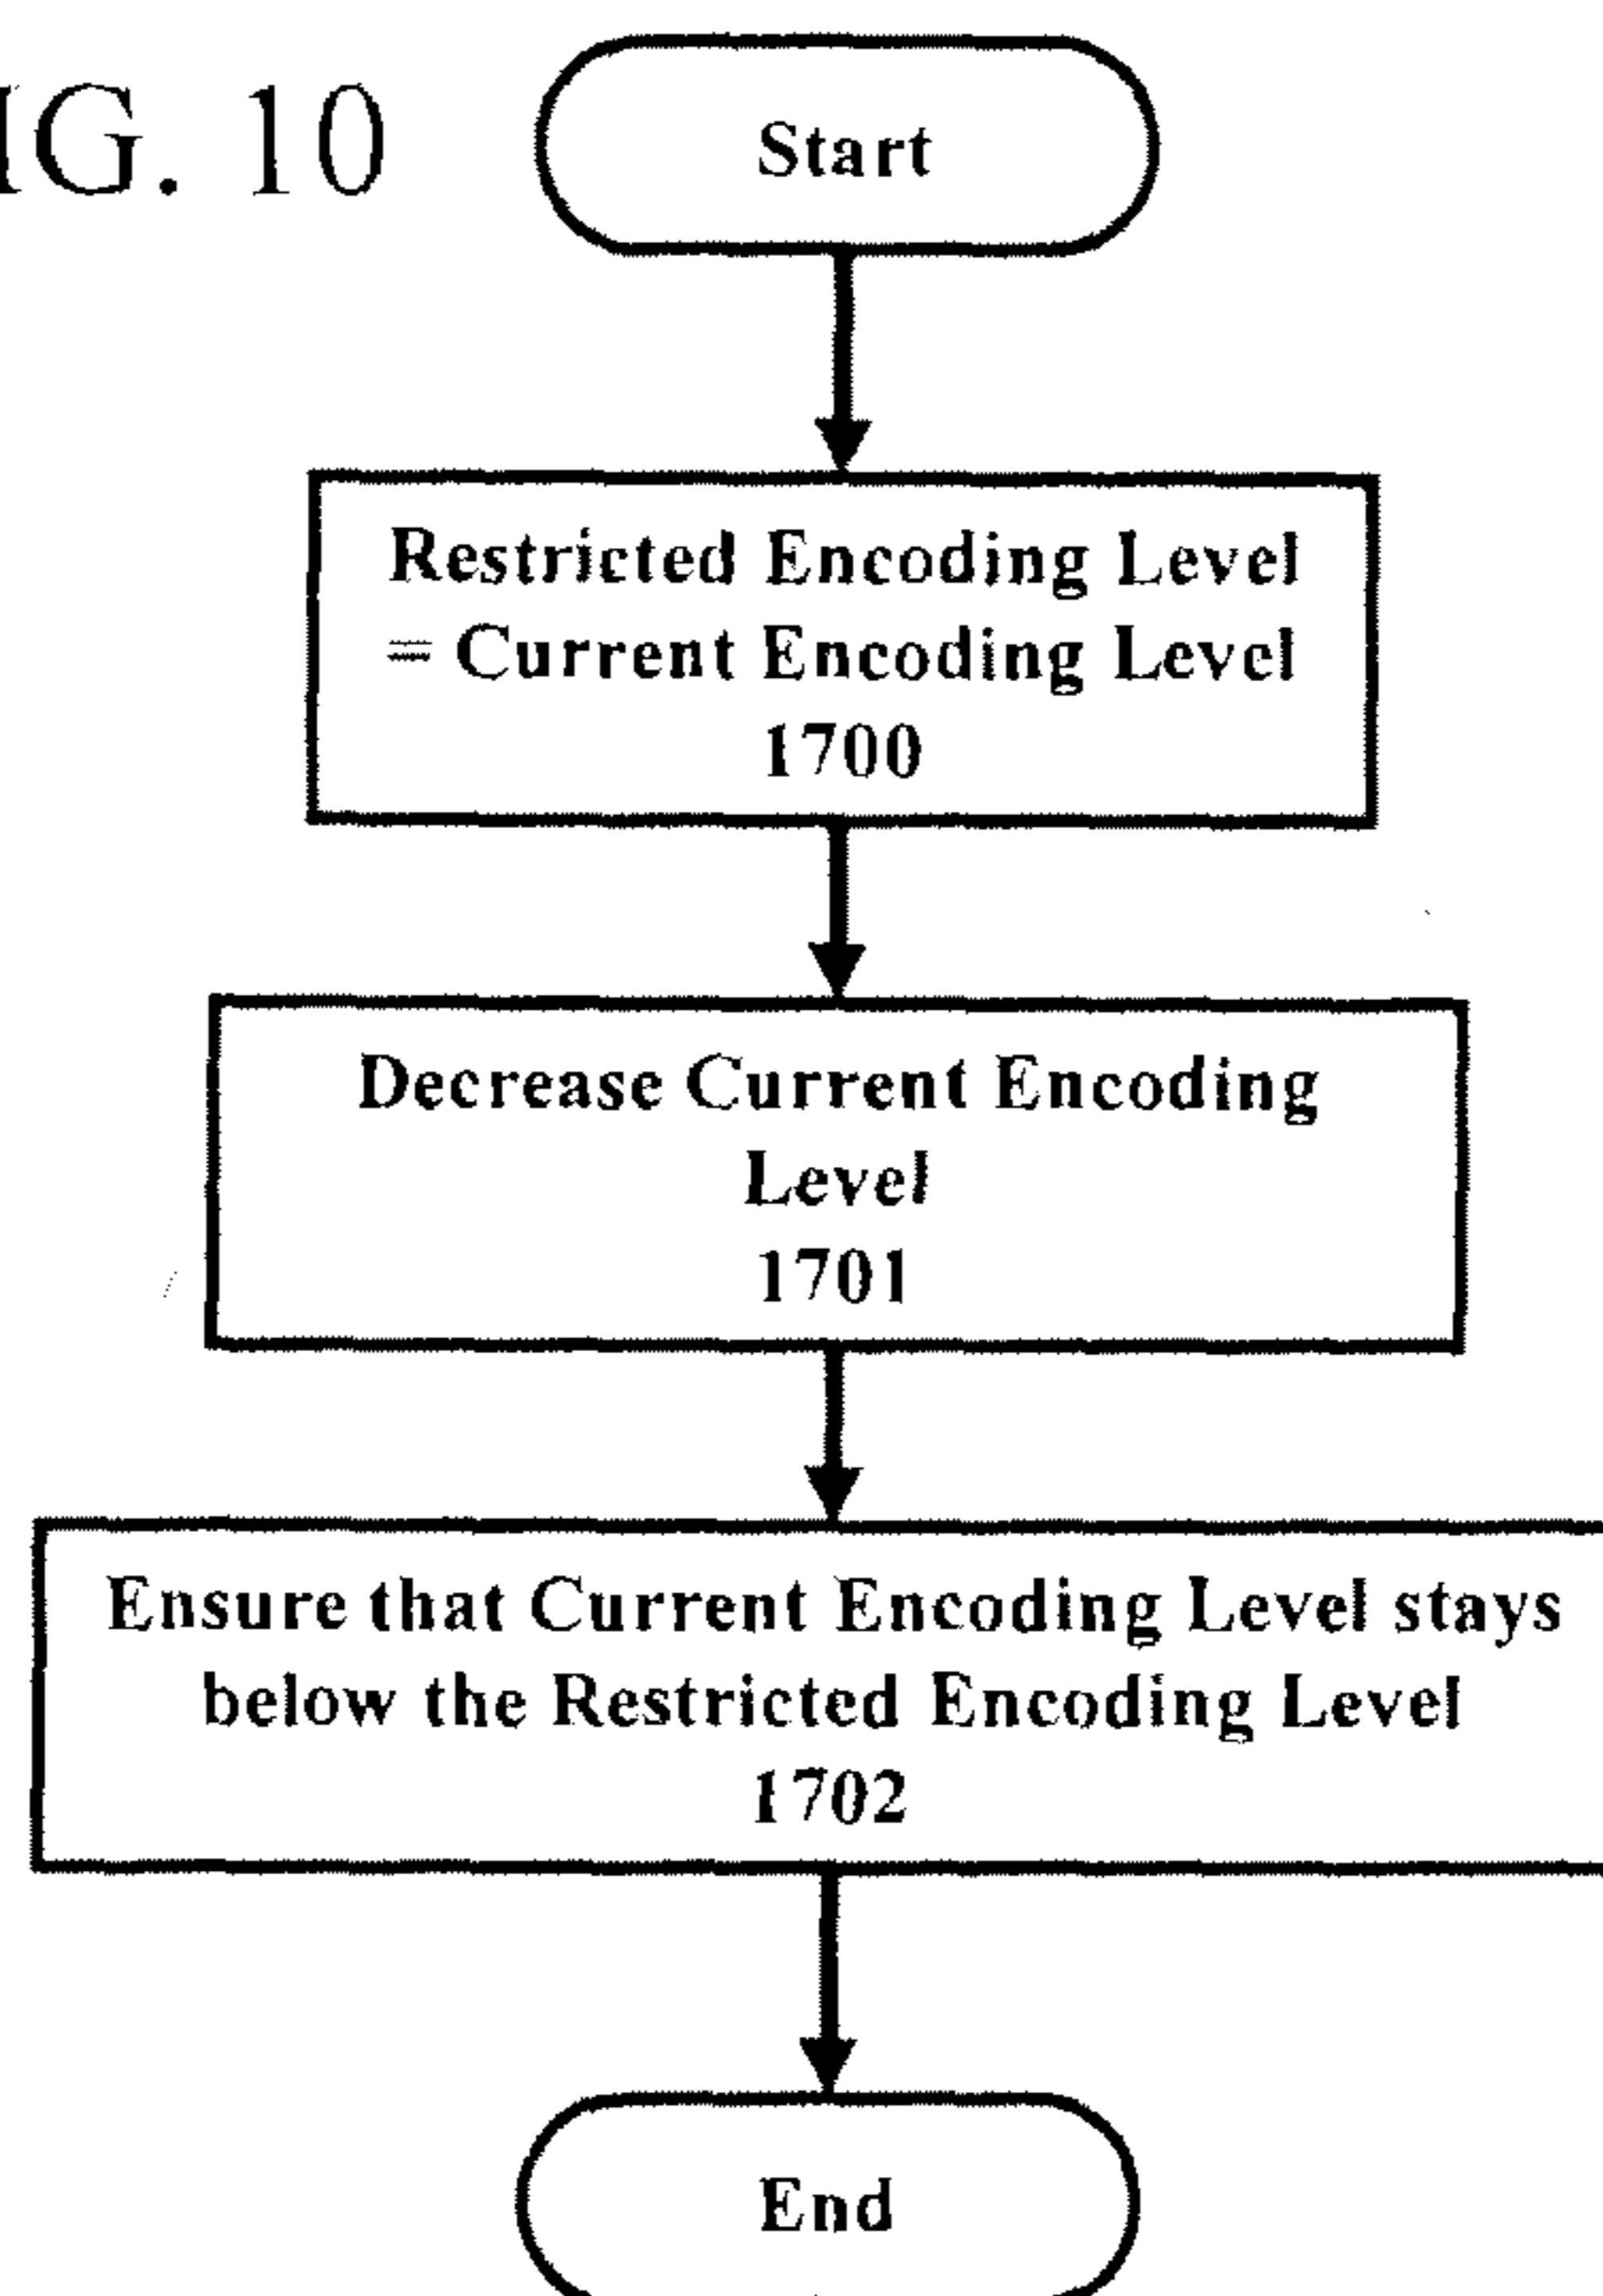 IG. 10
Start
Restricted Encoding Level
= Current Encoding Level
1700
Decrease Current Encoding
Level
1701
Ensure that Current Encoding Level stays
below the Restricted Encoding Level
1702
End